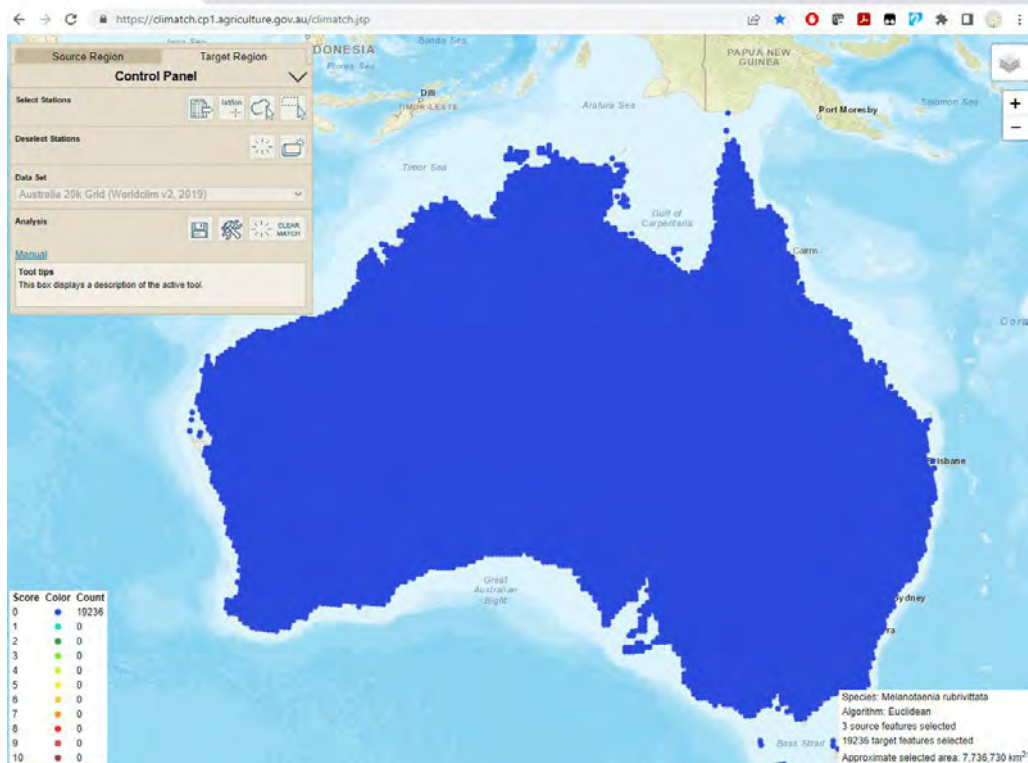 https://climatch.cp1.agriculture.gov.au/climatch.jsp
Source Region Target Region
Control Panel
Select Stations
Deselect Stations
Data Set
Australia 20k Grid (Worldclim v2, 2019)
Analysis
CLEAR MATCH
Manual
Tool tips
This box displays a description of the active tool.
DONESIA
Banda Sea
Flores Sea
Dili
TIMOR-LESTE
Arafura Sea
PAPUA NEW
GUINEA
Port Moresby
Solomon Sea
+
−
Timor Sea
Gulf of
Carpentaria
Cairns
Cora
Brisbane
Great
Australian
Bight
ydney
ra
Bass Strait
Score Color Count
0 19236
1 0
2 0
3 0
4 0
5 0
6 0
7 0
8 0
9 0
10 0
Species: Melanotaenia rubrivittata
Algorithm: Euclidean
3 source features selected
19236 target features selected
Approximate selected area: 7,736,730 km²